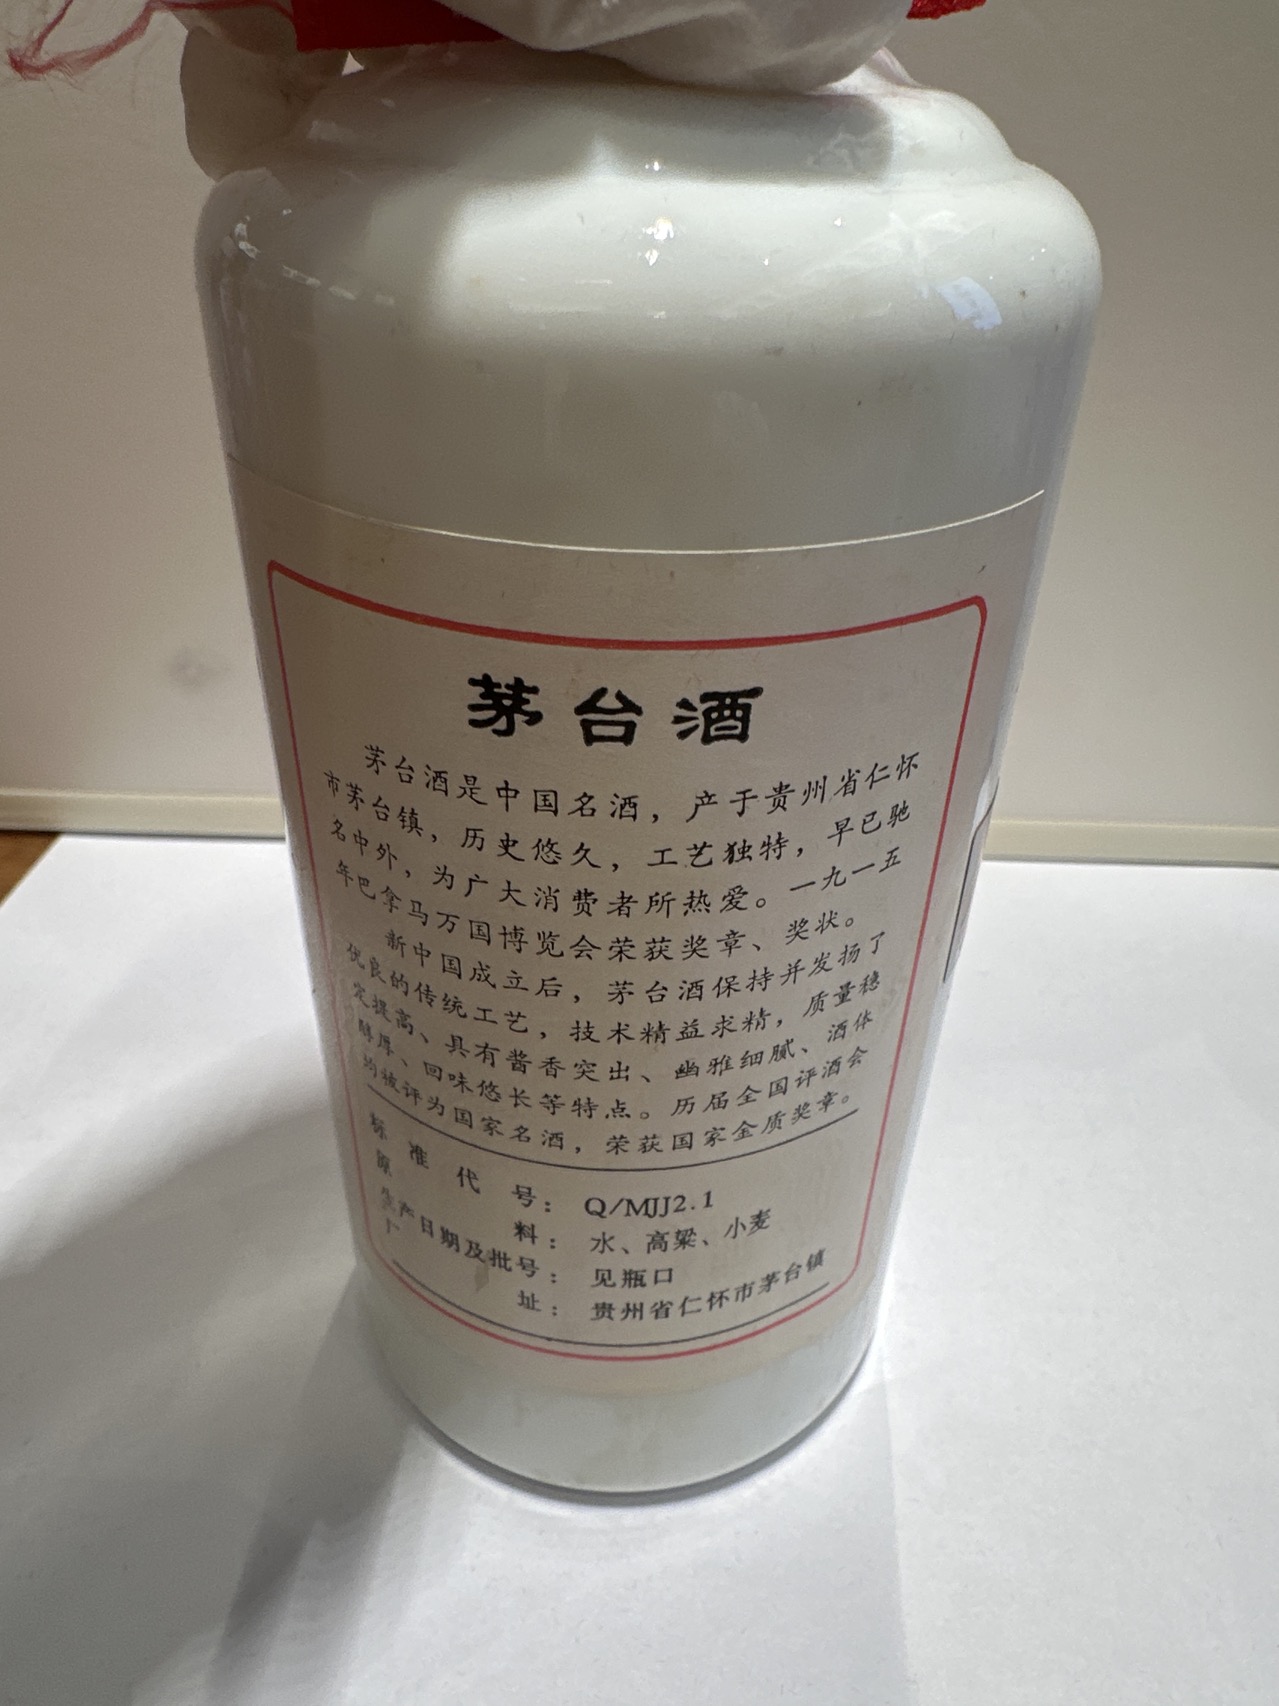 茅台酒
茅台酒是中国名酒，产于贵州省仁怀
市茅台镇，历史悠久，工艺独特，早已驰
名中外，为广大消费者所热爱。一九一五
年巴拿马万国博览会荣获奖章、奖状。
新中国成立后，茅台酒保持并发扬了
优良的传统工艺，技术精益求精，质量稳
定提高、具有酱香突出、幽雅细腻、酒体
醇厚、回味悠长等特点。历届全国评酒会
均被评为国家名酒，荣获国家金质奖章。
标准代号：Q/MJJ2.1
原料：水、高粱、小麦
生产日期及批号：见瓶口
厂址：贵州省仁怀市茅台镇